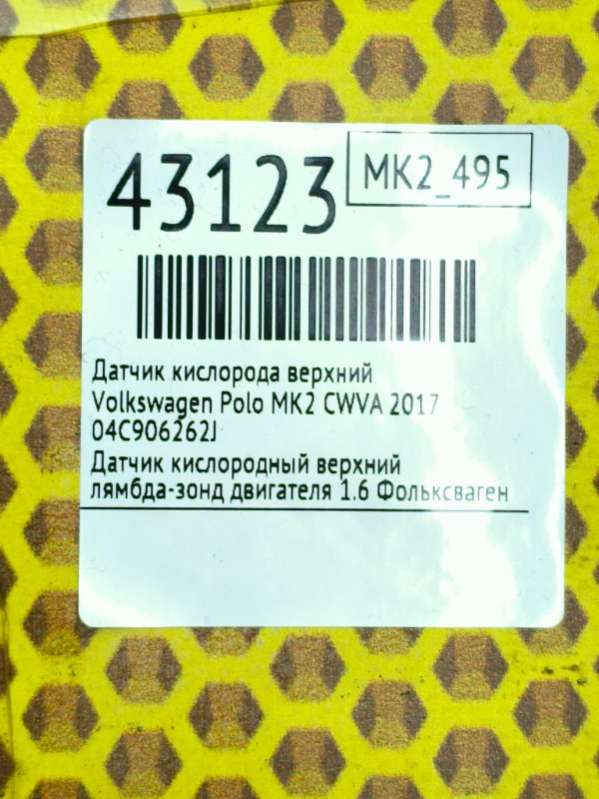 43123
MK2_495
Датчик кислорода верхний
Volkswagen Polo MK2 CWVA 2017
04C906262J
Датчик кислородный верхний
лямбда-зонд двигателя 1.6 Фольксваген